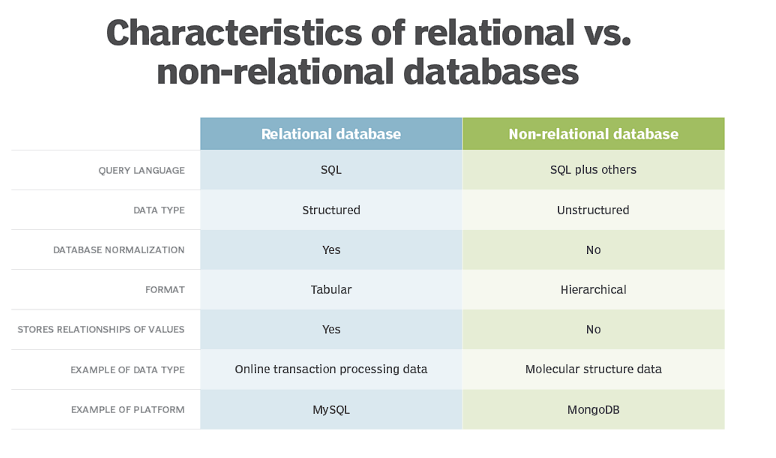 Characteristics of relational vs.
non-relational databases
Relational database Non-relational database
QUERY LANGUAGE SQL SQL plus others
DATA TYPE Structured Unstructured
DATABASE NORMALIZATION Yes No
FORMAT Tabular Hierarchical
STORES RELATIONSHIPS OF VALUES Yes No
EXAMPLE OF DATA TYPE Online transaction processing data Molecular structure data
EXAMPLE OF PLATFORM MySQL MongoDB